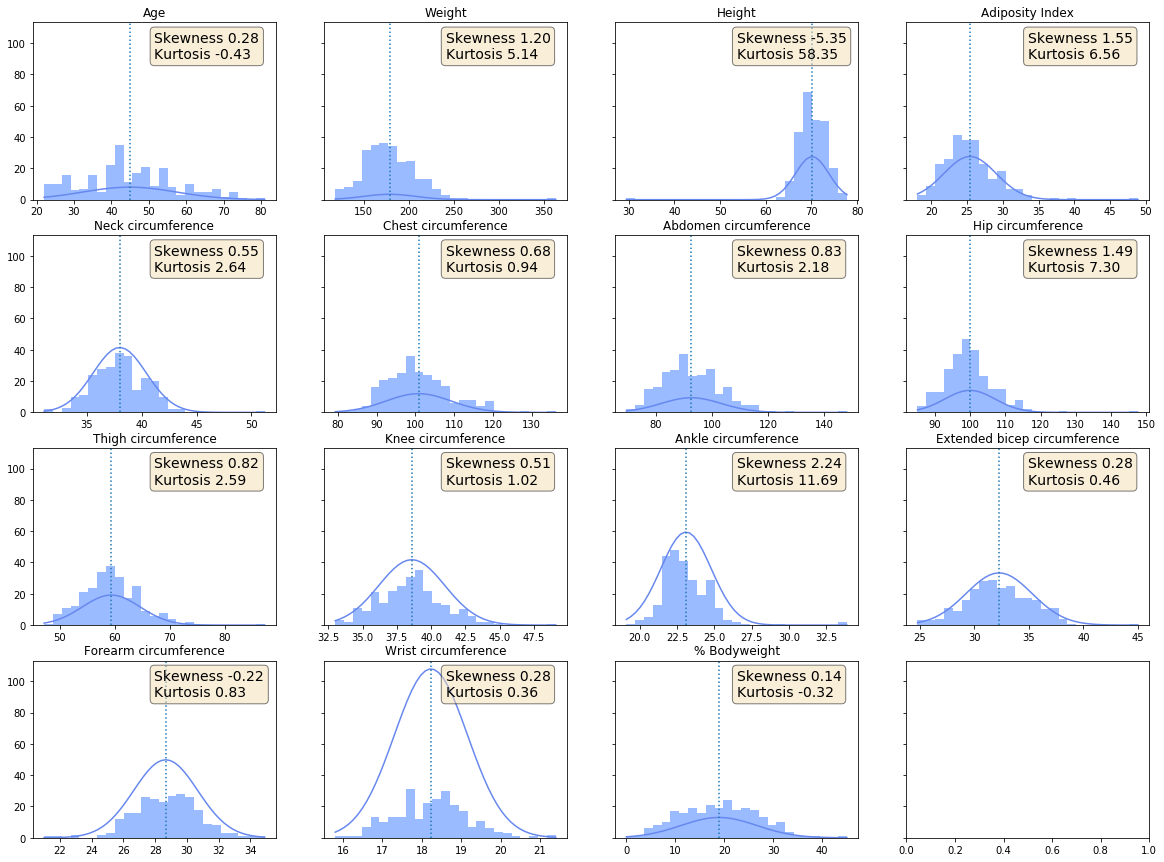 Age Weight Height Adiposity Index
Skewness 0.28 Skewness 1.20 Skewness -5.35 Skewness 1.55
100
Kurtosis -0.43 Kurtosis 5.14 Kurtosis 58.35 Kurtosis 6.56
80
60
40
20
0
20 30 40 50 60 70 80 150 200 250 300 350 30 40 50 60 70 80 20 25 30 35 40 45 50
Neck circumference Chest circumference Abdomen circumference Hip circumference
Skewness 0.55 Skewness 0.68 Skewness 0.83 Skewness 1.49
100
Kurtosis 2.64 Kurtosis 0.94 Kurtosis 2.18 Kurtosis 7.30
80
60
40
20
0
35 40 45 50 80 90 100 110 120 130 80 100 120 140 90 100 110 120 130 140 150
Thigh circumference Knee circumference Ankle circumference Extended bicep circumference
Skewness 0.82 Skewness 0.51 Skewness 2.24 Skewness 0.28
100
Kurtosis 2.59 Kurtosis 1.02 Kurtosis 11.69 Kurtosis 0.46
80
60
40
20
0
50 60 70 80 32.5 35.0 37.5 40.0 42.5 45.0 47.5 20.0 22.5 25.0 27.5 30.0 32.5 25 30 35 40 45
Forearm circumference Wrist circumference % Bodyweight
Skewness -0.22 Skewness 0.28 Skewness 0.14
100
Kurtosis 0.83 Kurtosis 0.36 Kurtosis -0.32
80
60
40
20
0
22 24 26 28 30 32 34 16 17 18 19 20 21 0 10 20 30 40 0.0 0.2 0.4 0.6 0.8 1.0